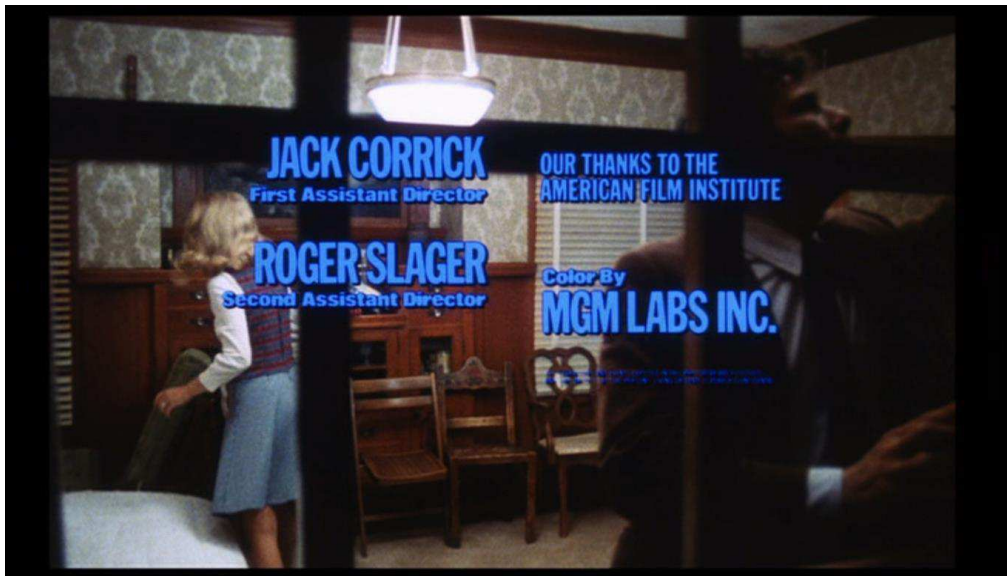 JACK CORRICK
First Assistant Director
ROGER SLAGER
Second Assistant Director
OUR THANKS TO THE
AMERICAN FILM INSTITUTE
Color By
MGM LABS INC.